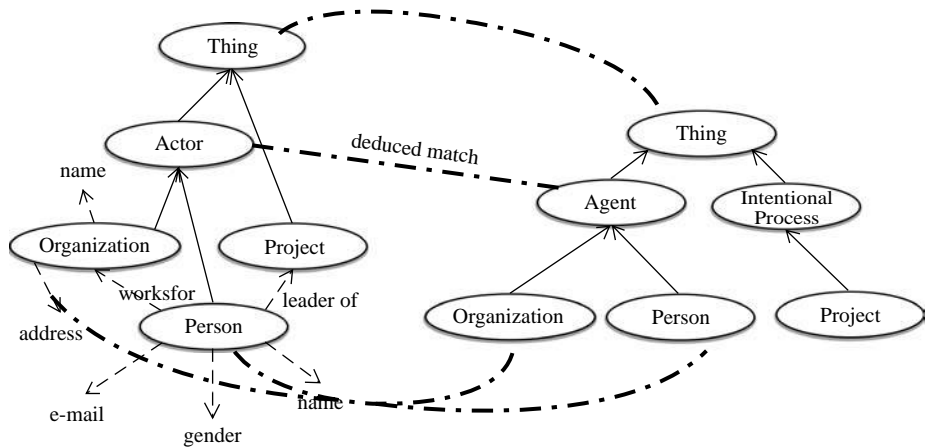 Thing
Actor
name
Organization
Project
worksfor
leader of
address
Person
e-mail
name
gender
deduced match
Thing
Agent
Intentional
Process
Organization
Person
Project